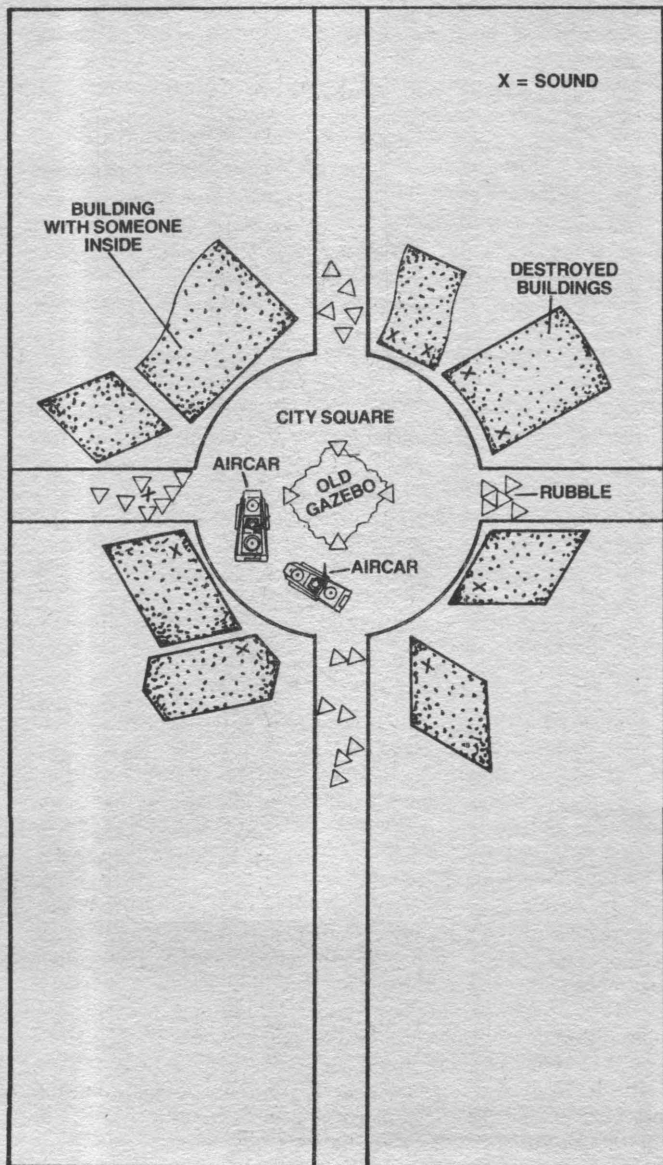 X = SOUND
BUILDING
WITH SOMEONE
INSIDE
DESTROYED
BUILDINGS
CITY SQUARE
AIRCAR
OLD
GAZEBO
RUBBLE
AIRCAR
X
X
X
X
X
X
X
X
X